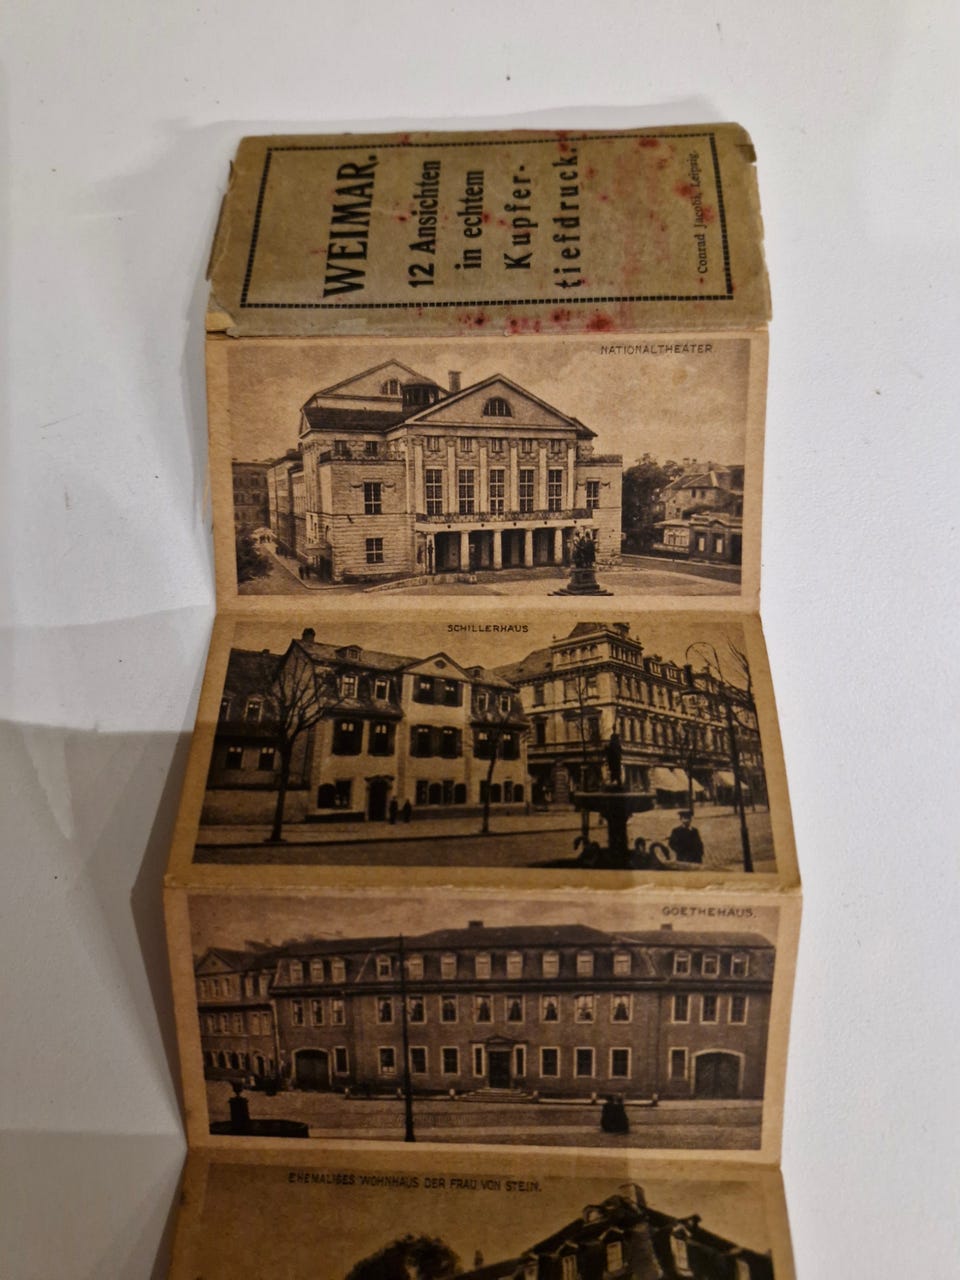 WEIMAR.
12 Ansichten
in echtem
Kupfer-
tiefdruck.
Conrad Jacobi, Leipzig.
NATIONALTHEATER
SCHILLERHAUS
GOETHEHAUS.
EHEMALIGES WOHNHAUS DER FRAU VON STEIN.